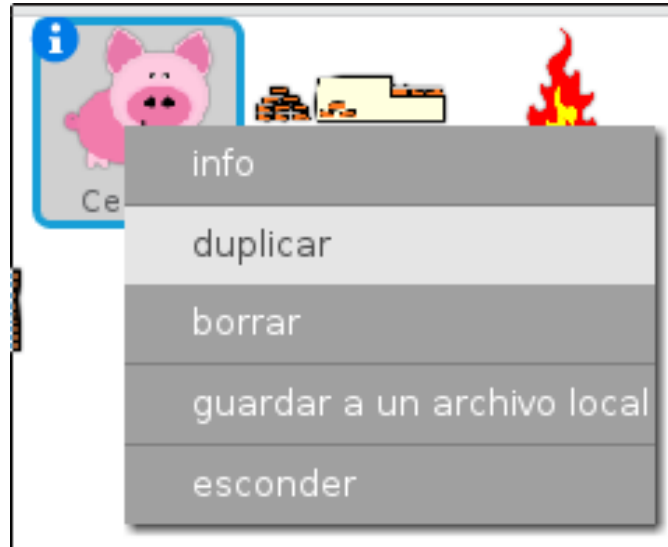 i
Ce
info
duplicar
borrar
guardar a un archivo local
esconder